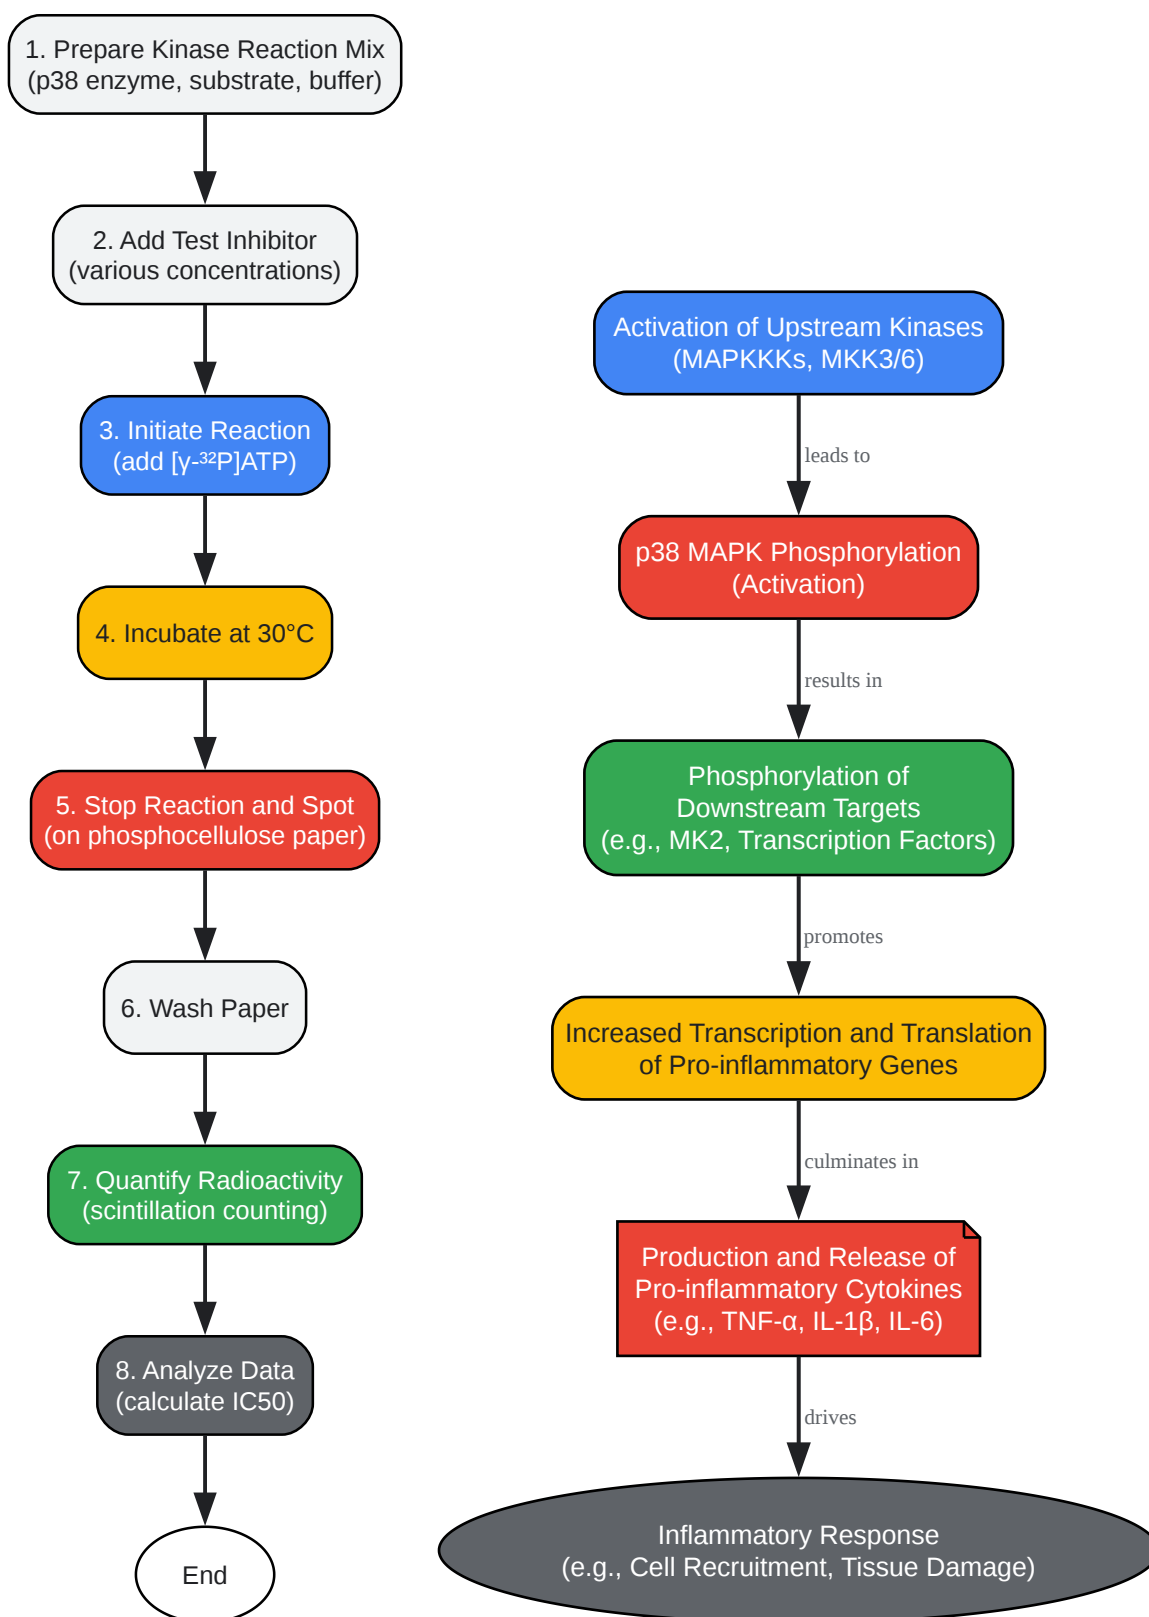 1. Prepare Kinase Reaction Mix
(p38 enzyme, substrate, buffer)
2. Add Test Inhibitor
(various concentrations)
3. Initiate Reaction
(add [γ-³²P]ATP)
4. Incubate at 30°C
5. Stop Reaction and Spot
(on phosphocellulose paper)
6. Wash Paper
7. Quantify Radioactivity
(scintillation counting)
8. Analyze Data
(calculate IC50)
End
Activation of Upstream Kinases
(MAPKKKs, MKK3/6)
leads to
p38 MAPK Phosphorylation
(Activation)
results in
Phosphorylation of
Downstream Targets
(e.g., MK2, Transcription Factors)
promotes
Increased Transcription and Translation
of Pro-inflammatory Genes
culminates in
Production and Release of
Pro-inflammatory Cytokines
(e.g., TNF-α, IL-1β, IL-6)
drives
Inflammatory Response
(e.g., Cell Recruitment, Tissue Damage)